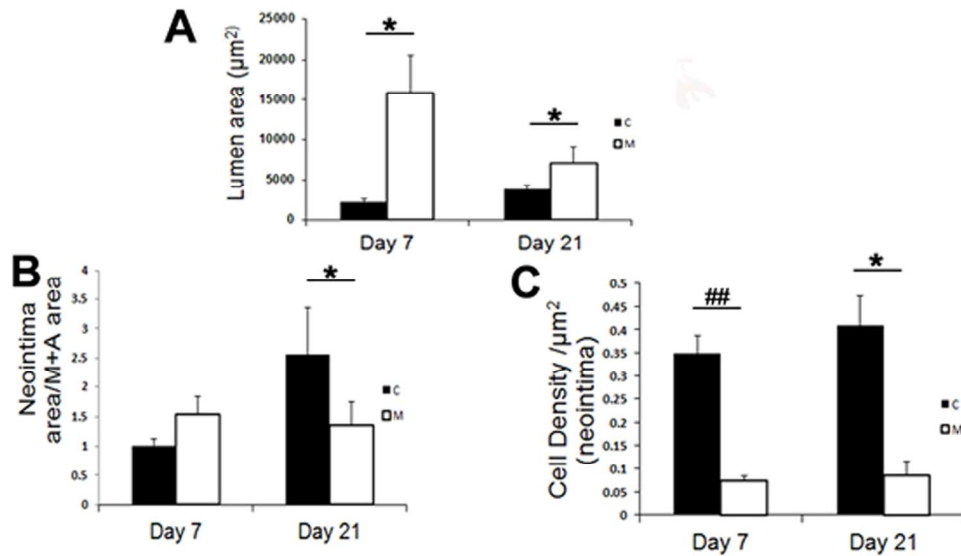 A
Lumen area (µm²)
25000
20000
15000
10000
5000
0
*
*
C
M
Day 7
Day 21
B
Neointima
area/M+A area
4
3.5
3
2.5
2
1.5
1
0.5
0
*
C
M
Day 7
Day 21
C
Cell Density /µm²
(neointima)
0.5
0.45
0.4
0.35
0.3
0.25
0.2
0.15
0.1
0.05
0
##
*
C
M
Day 7
Day 21